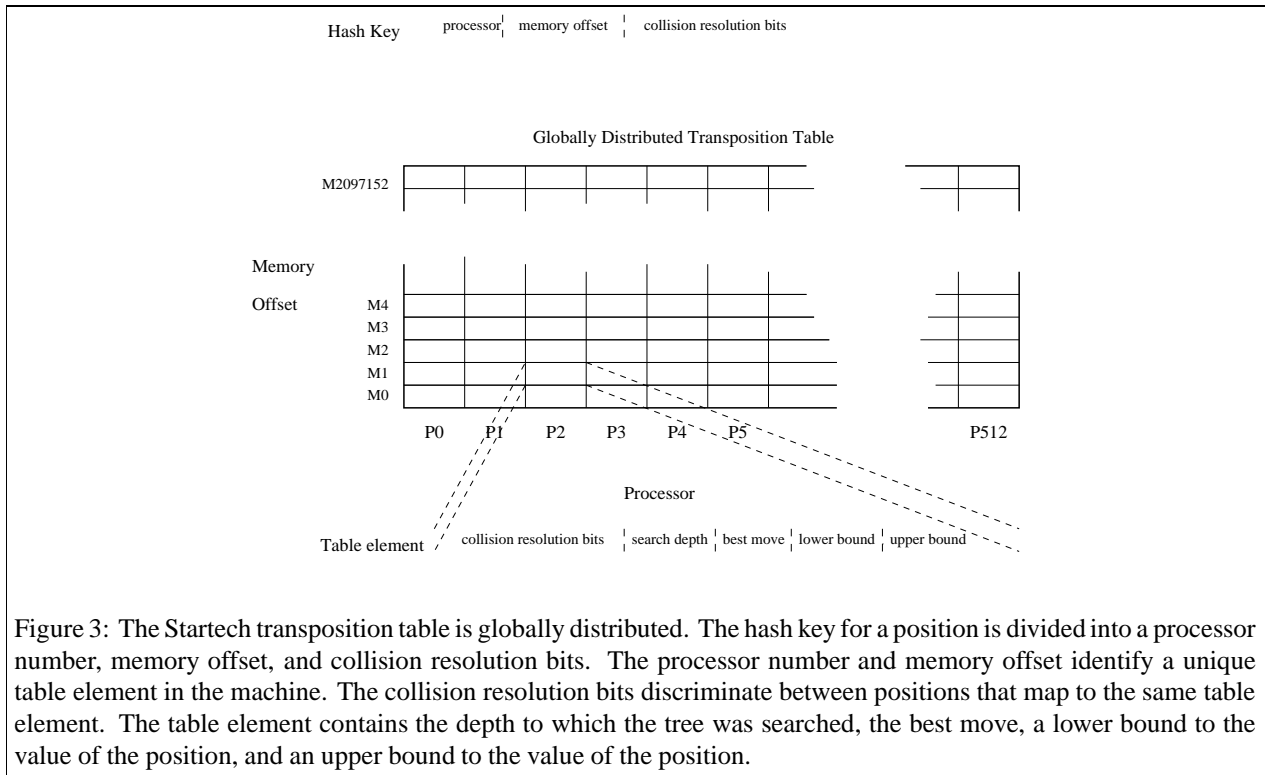 Hash Key processor memory offset collision resolution bits
Globally Distributed Transposition Table
M2097152
Memory
Offset M4
M3
M2
M1
M0
P0 P1 P2 P3 P4 P5 P512
Processor
Table element collision resolution bits search depth best move lower bound upper bound
Figure 3: The Startech transposition table is globally distributed. The hash key for a position is divided into a processor
number, memory offset, and collision resolution bits. The processor number and memory offset identify a unique
table element in the machine. The collision resolution bits discriminate between positions that map to the same table
element. The table element contains the depth to which the tree was searched, the best move, a lower bound to the
value of the position, and an upper bound to the value of the position.